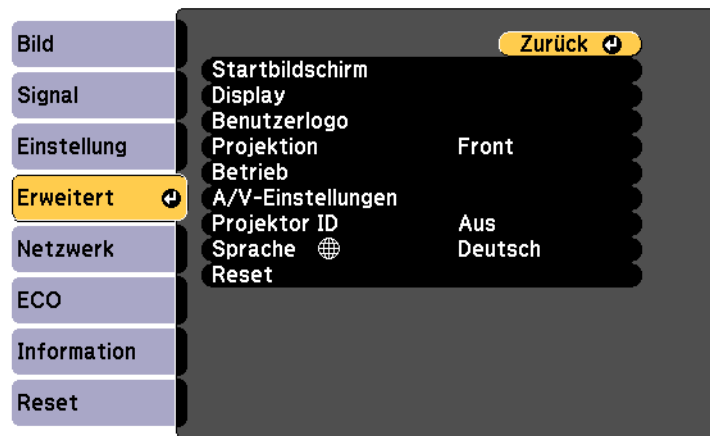 Bild
Signal
Einstellung
Erweitert
Netzwerk
ECO
Information
Reset
Zurück
Startbildschirm
Display
Benutzerlogo
Projektion Front
Betrieb
A/V-Einstellungen
Projektor ID Aus
Sprache Deutsch
Reset